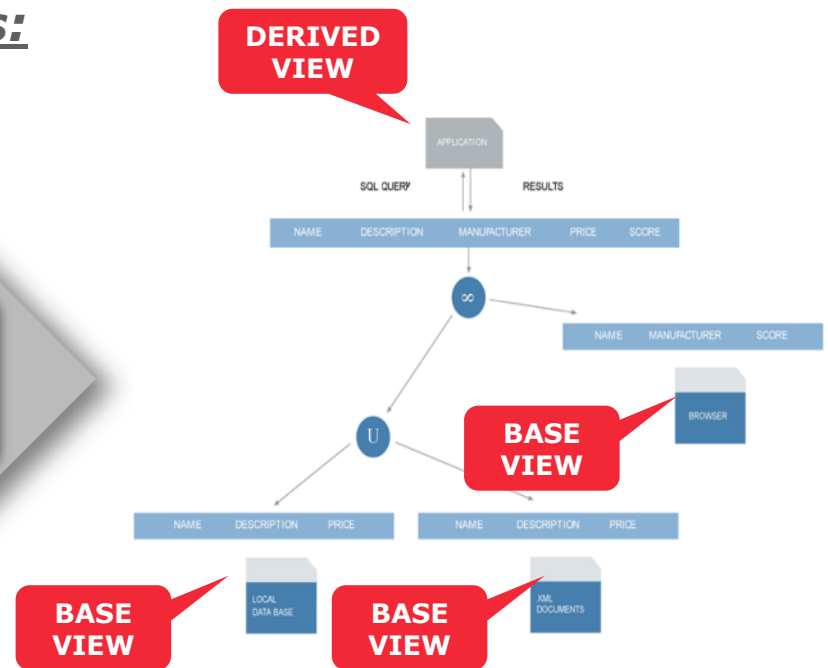 s:
DERIVED
VIEW
APPLICATION
SQL QUERY RESULTS
NAME DESCRIPTION MANUFACTURER PRICE SCORE
∞
NAME MANUFACTURER SCORE
BROWSER
BASE
VIEW
U
NAME DESCRIPTION PRICE
NAME DESCRIPTION PRICE
LOCAL
DATA BASE
BASE
VIEW
XML
DOCUMENTS
BASE
VIEW